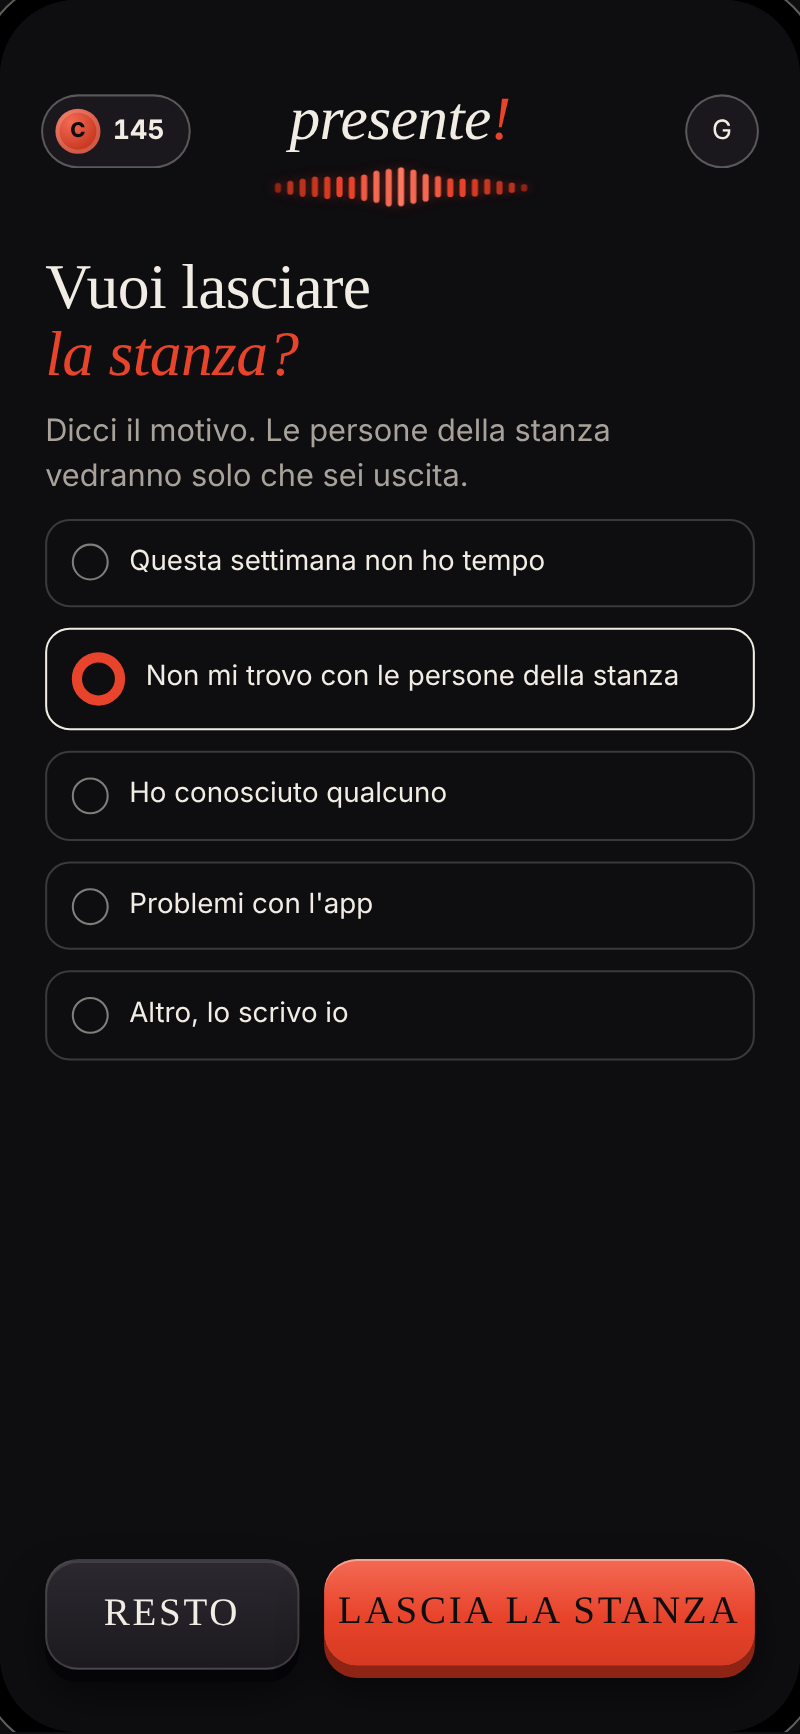 C 145
presente!
G
Vuoi lasciare
la stanza?
Dicci il motivo. Le persone della stanza
vedranno solo che sei uscita.
Questa settimana non ho tempo
Non mi trovo con le persone della stanza
Ho conosciuto qualcuno
Problemi con l'app
Altro, lo scrivo io
RESTO
LASCIA LA STANZA